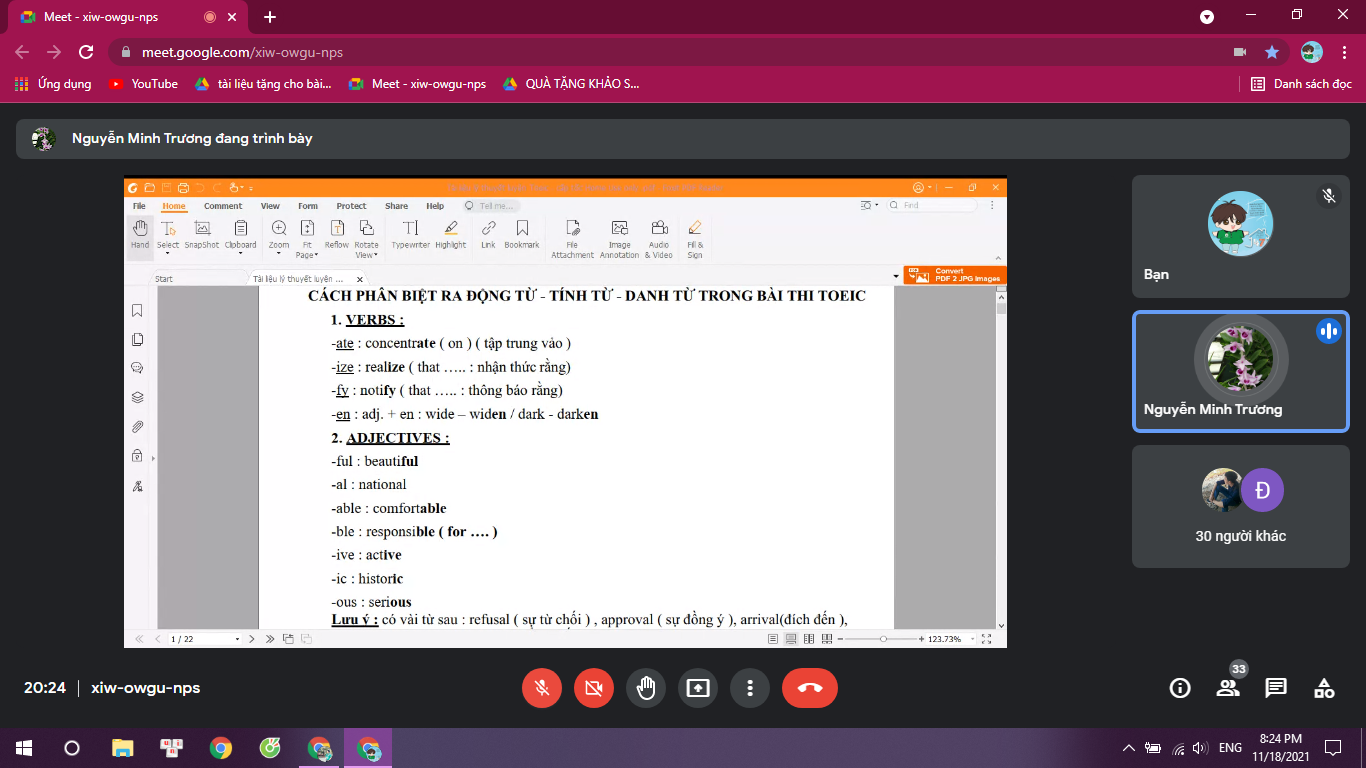 Meet - xiw-owgu-nps
meet.google.com/xiw-owgu-nps
Ứng dụng YouTube tài liệu tặng cho bài... Meet - xiw-owgu-nps QUÀ TẶNG KHẢO S... Danh sách đọc
Nguyễn Minh Trương đang trình bày
File Home Comment View Form Protect Share Help Tell me... Find
Hand Select SnapShot Clipboard Zoom Fit Page Reflow Rotate View Typewriter Highlight Link Bookmark File Attachment Image Annotation Audio & Video Fill & Sign
Start Tài liệu lý thuyết luyện ... Convert PDF 2 JPG Images
CÁCH PHÂN BIỆT RA ĐỘNG TỪ - TÍNH TỪ - DANH TỪ TRONG BÀI THI TOEIC
1. VERBS :
-ate : concentrate ( on ) ( tập trung vào )
-ize : realize ( that ….. : nhận thức rằng)
-fy : notify ( that ….. : thông báo rằng)
-en : adj. + en : wide – widen / dark - darken
2. ADJECTIVES :
-ful : beautiful
-al : national
-able : comfortable
-ble : responsible ( for …. )
-ive : active
-ic : historic
-ous : serious
Lưu ý : có vài từ sau : refusal ( sự từ chối ) , approval ( sự đồng ý ), arrival(đích đến ),
1 / 22 123.73%
Bạn
Nguyễn Minh Trương
Đ
30 người khác
20:24 xiw-owgu-nps 33
8:24 PM
ENG
11/18/2021